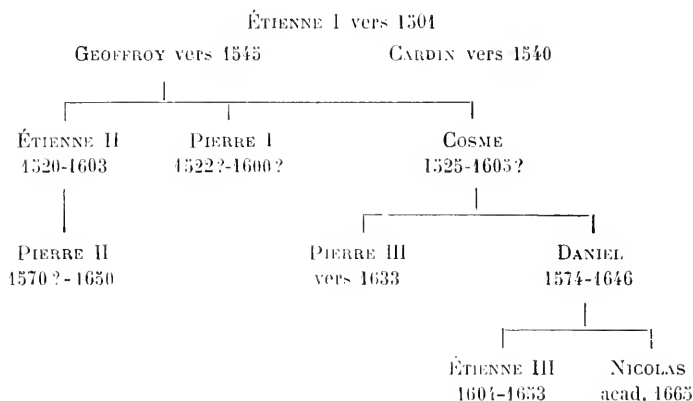 ÉTIENNE I vers 1501
GEOFFROY vers 1545 CARDIN vers 1540
ÉTIENNE II PIERRE I COSME
1520-1603 1522?-1600? 1525-1605?
PIERRE II PIERRE III DANIEL
1570?-1650 vers 1633 1574-1646
ÉTIENNE III NICOLAS
1604-1653 acad. 1665